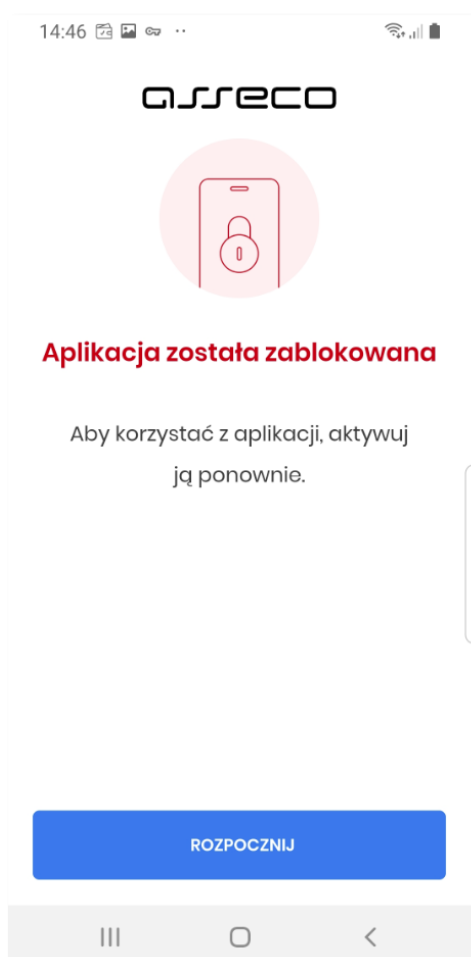 14:46
asseco
Aplikacja została zablokowana
Aby korzystać z aplikacji, aktywuj
ją ponownie.
ROZPOCZNIJ